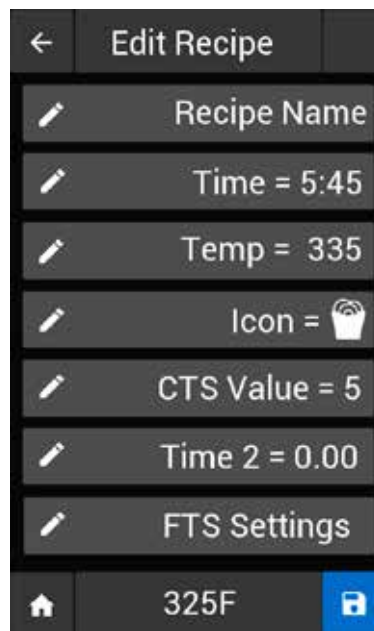 Edit Recipe
Recipe Name
Time = 5:45
Temp = 335
Icon =
CTS Value = 5
Time 2 = 0.00
FTS Settings
325F